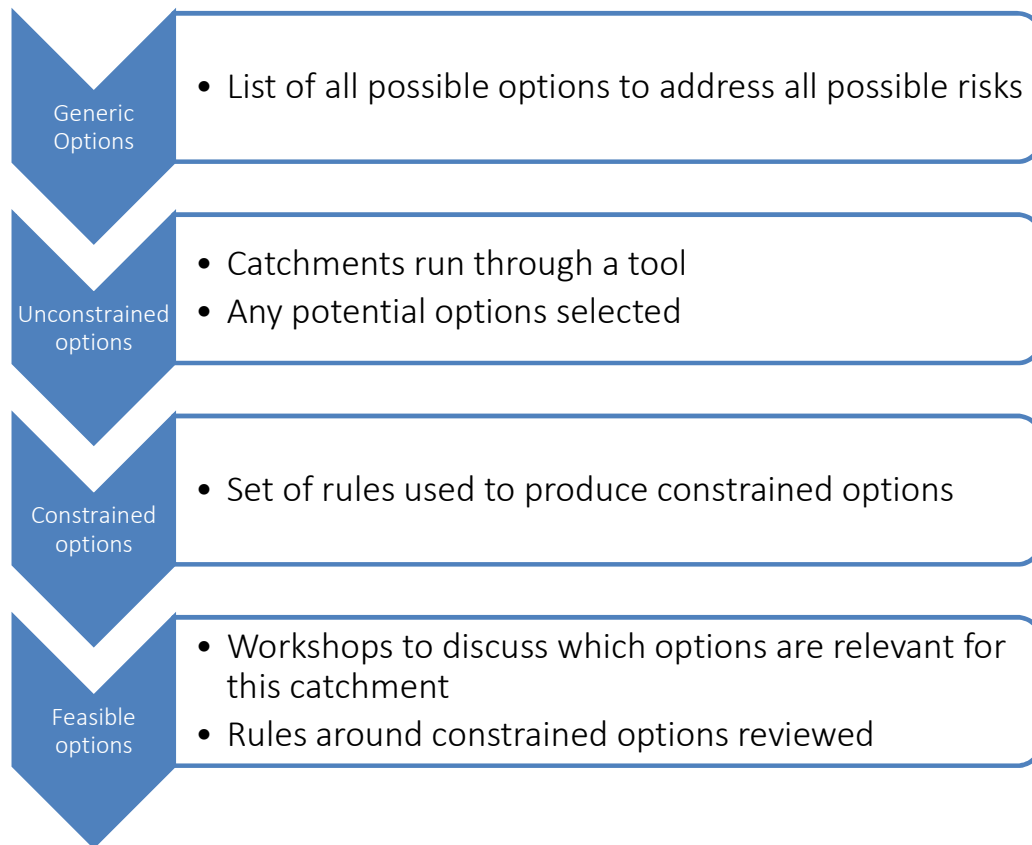 Generic
Options
• List of all possible options to address all possible risks
Unconstrained
options
• Catchments run through a tool
• Any potential options selected
Constrained
options
• Set of rules used to produce constrained options
Feasible
options
• Workshops to discuss which options are relevant for
this catchment
• Rules around constrained options reviewed